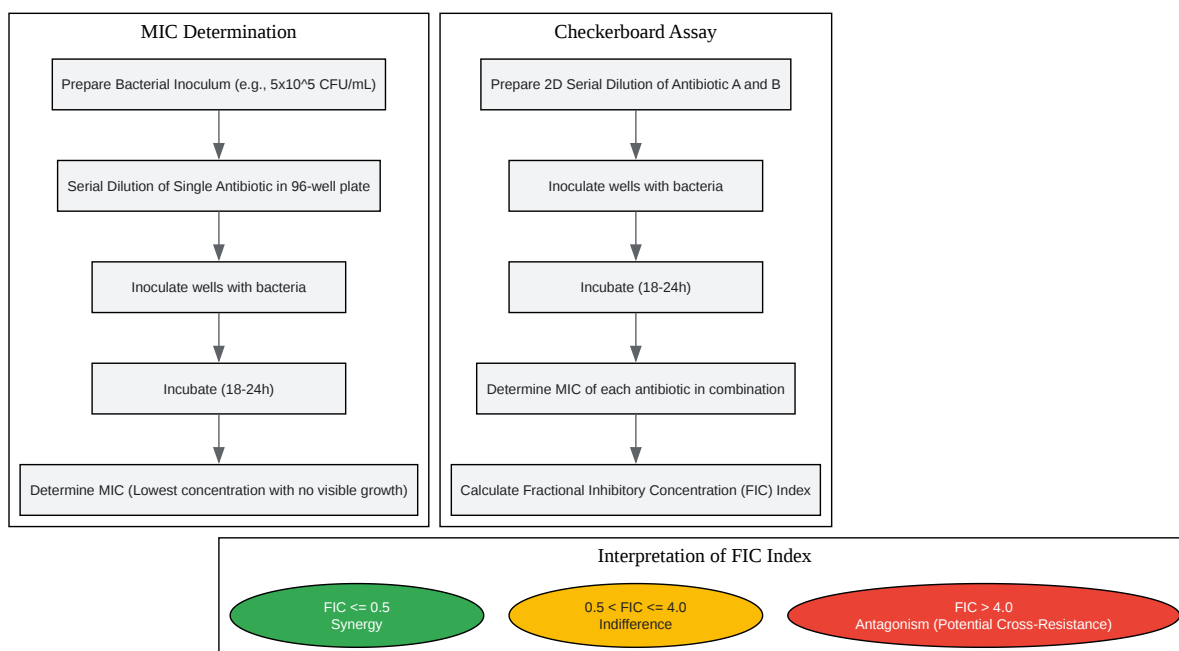 MIC Determination
Prepare Bacterial Inoculum (e.g., 5x10^5 CFU/mL)
Serial Dilution of Single Antibiotic in 96-well plate
Inoculate wells with bacteria
Incubate (18-24h)
Determine MIC (Lowest concentration with no visible growth)
Checkerboard Assay
Prepare 2D Serial Dilution of Antibiotic A and B
Inoculate wells with bacteria
Incubate (18-24h)
Determine MIC of each antibiotic in combination
Calculate Fractional Inhibitory Concentration (FIC) Index
Interpretation of FIC Index
FIC <= 0.5
Synergy
0.5 < FIC <= 4.0
Indifference
FIC > 4.0
Antagonism (Potential Cross-Resistance)